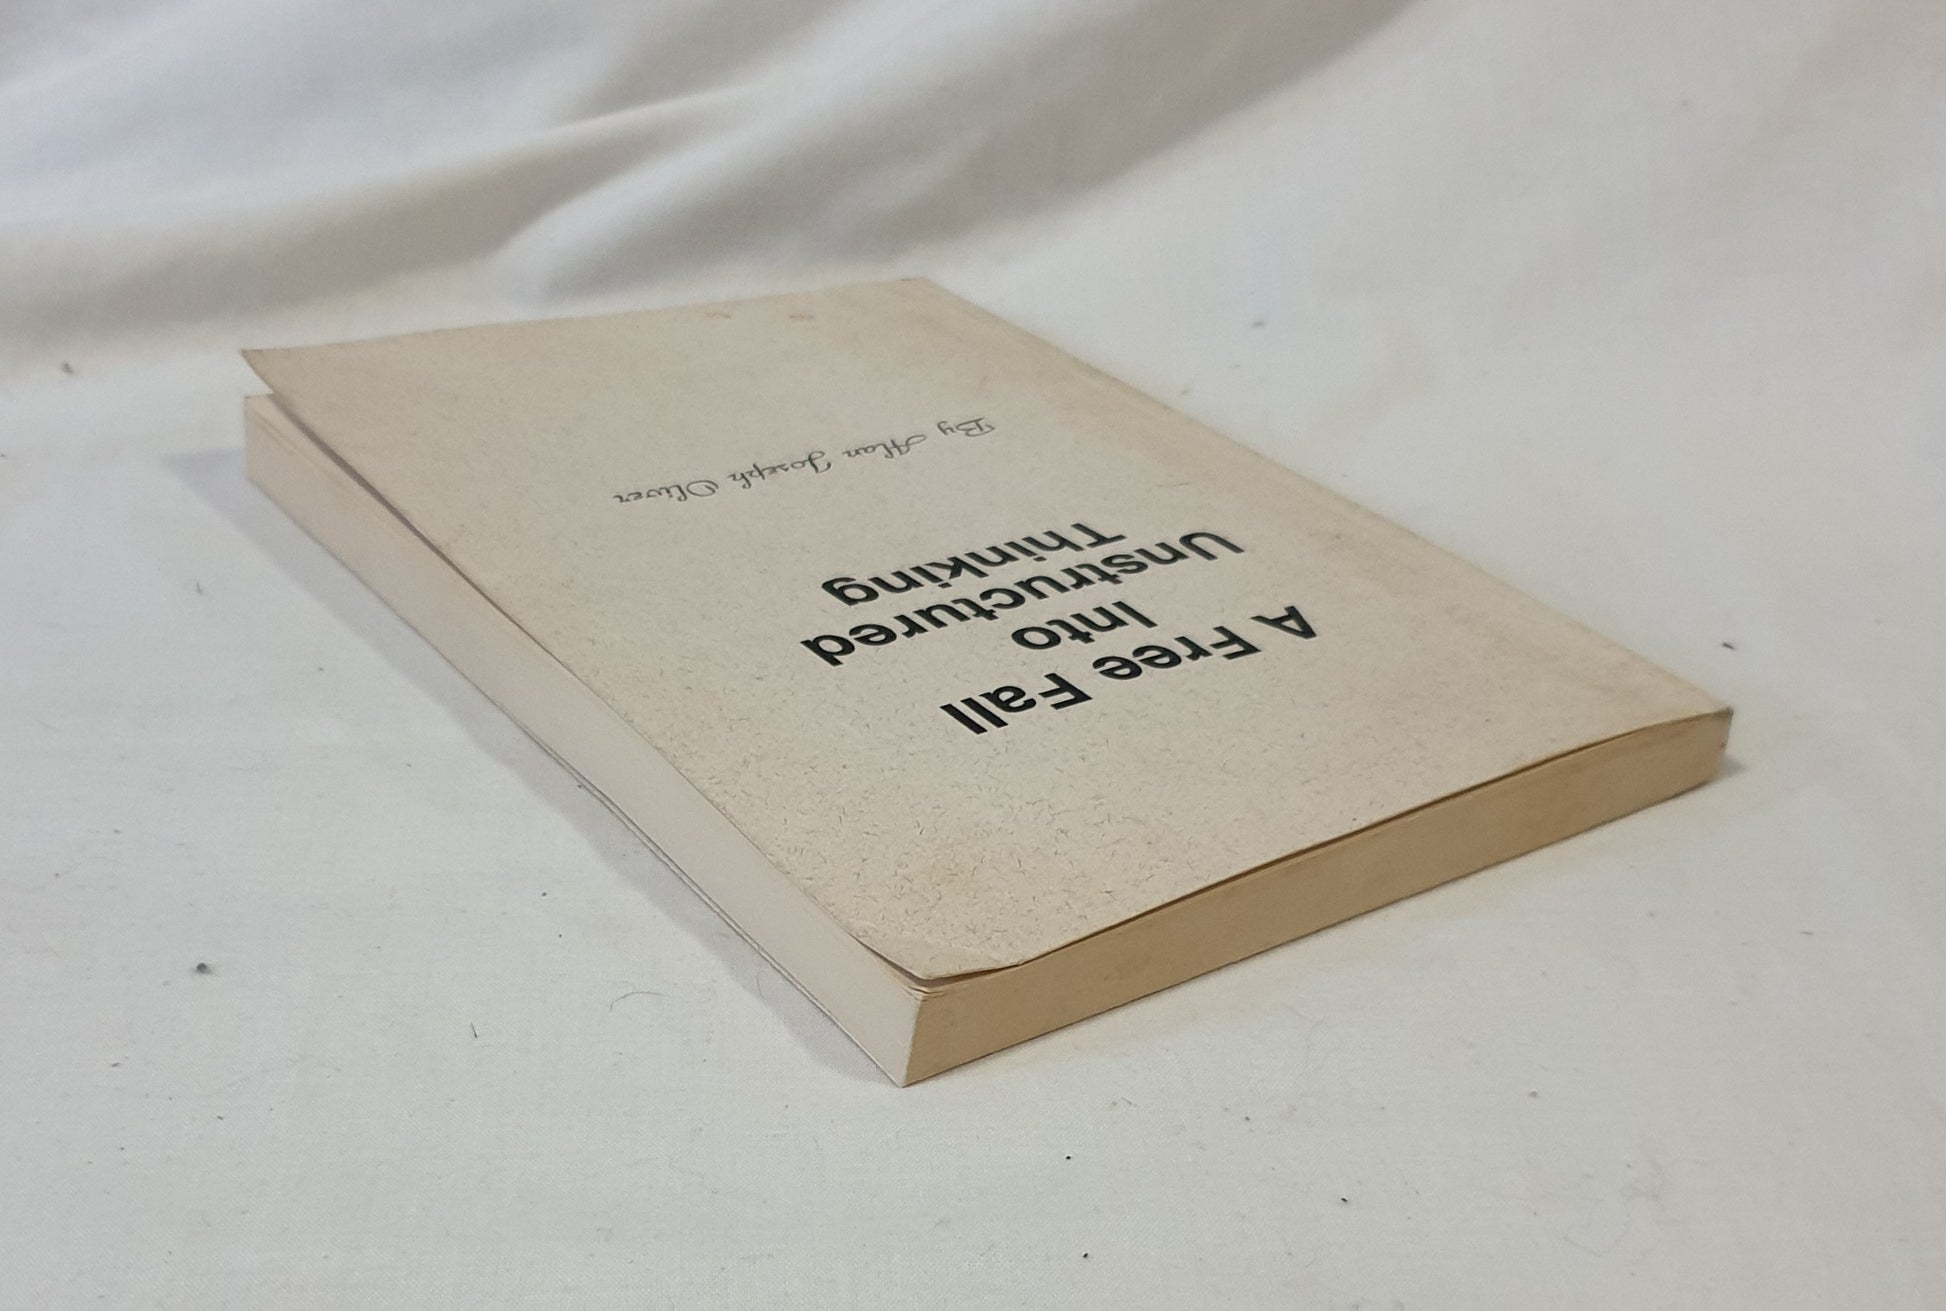 A Free Fall
Into
Unstructured
Thinking
By Alan Joseph Oliver